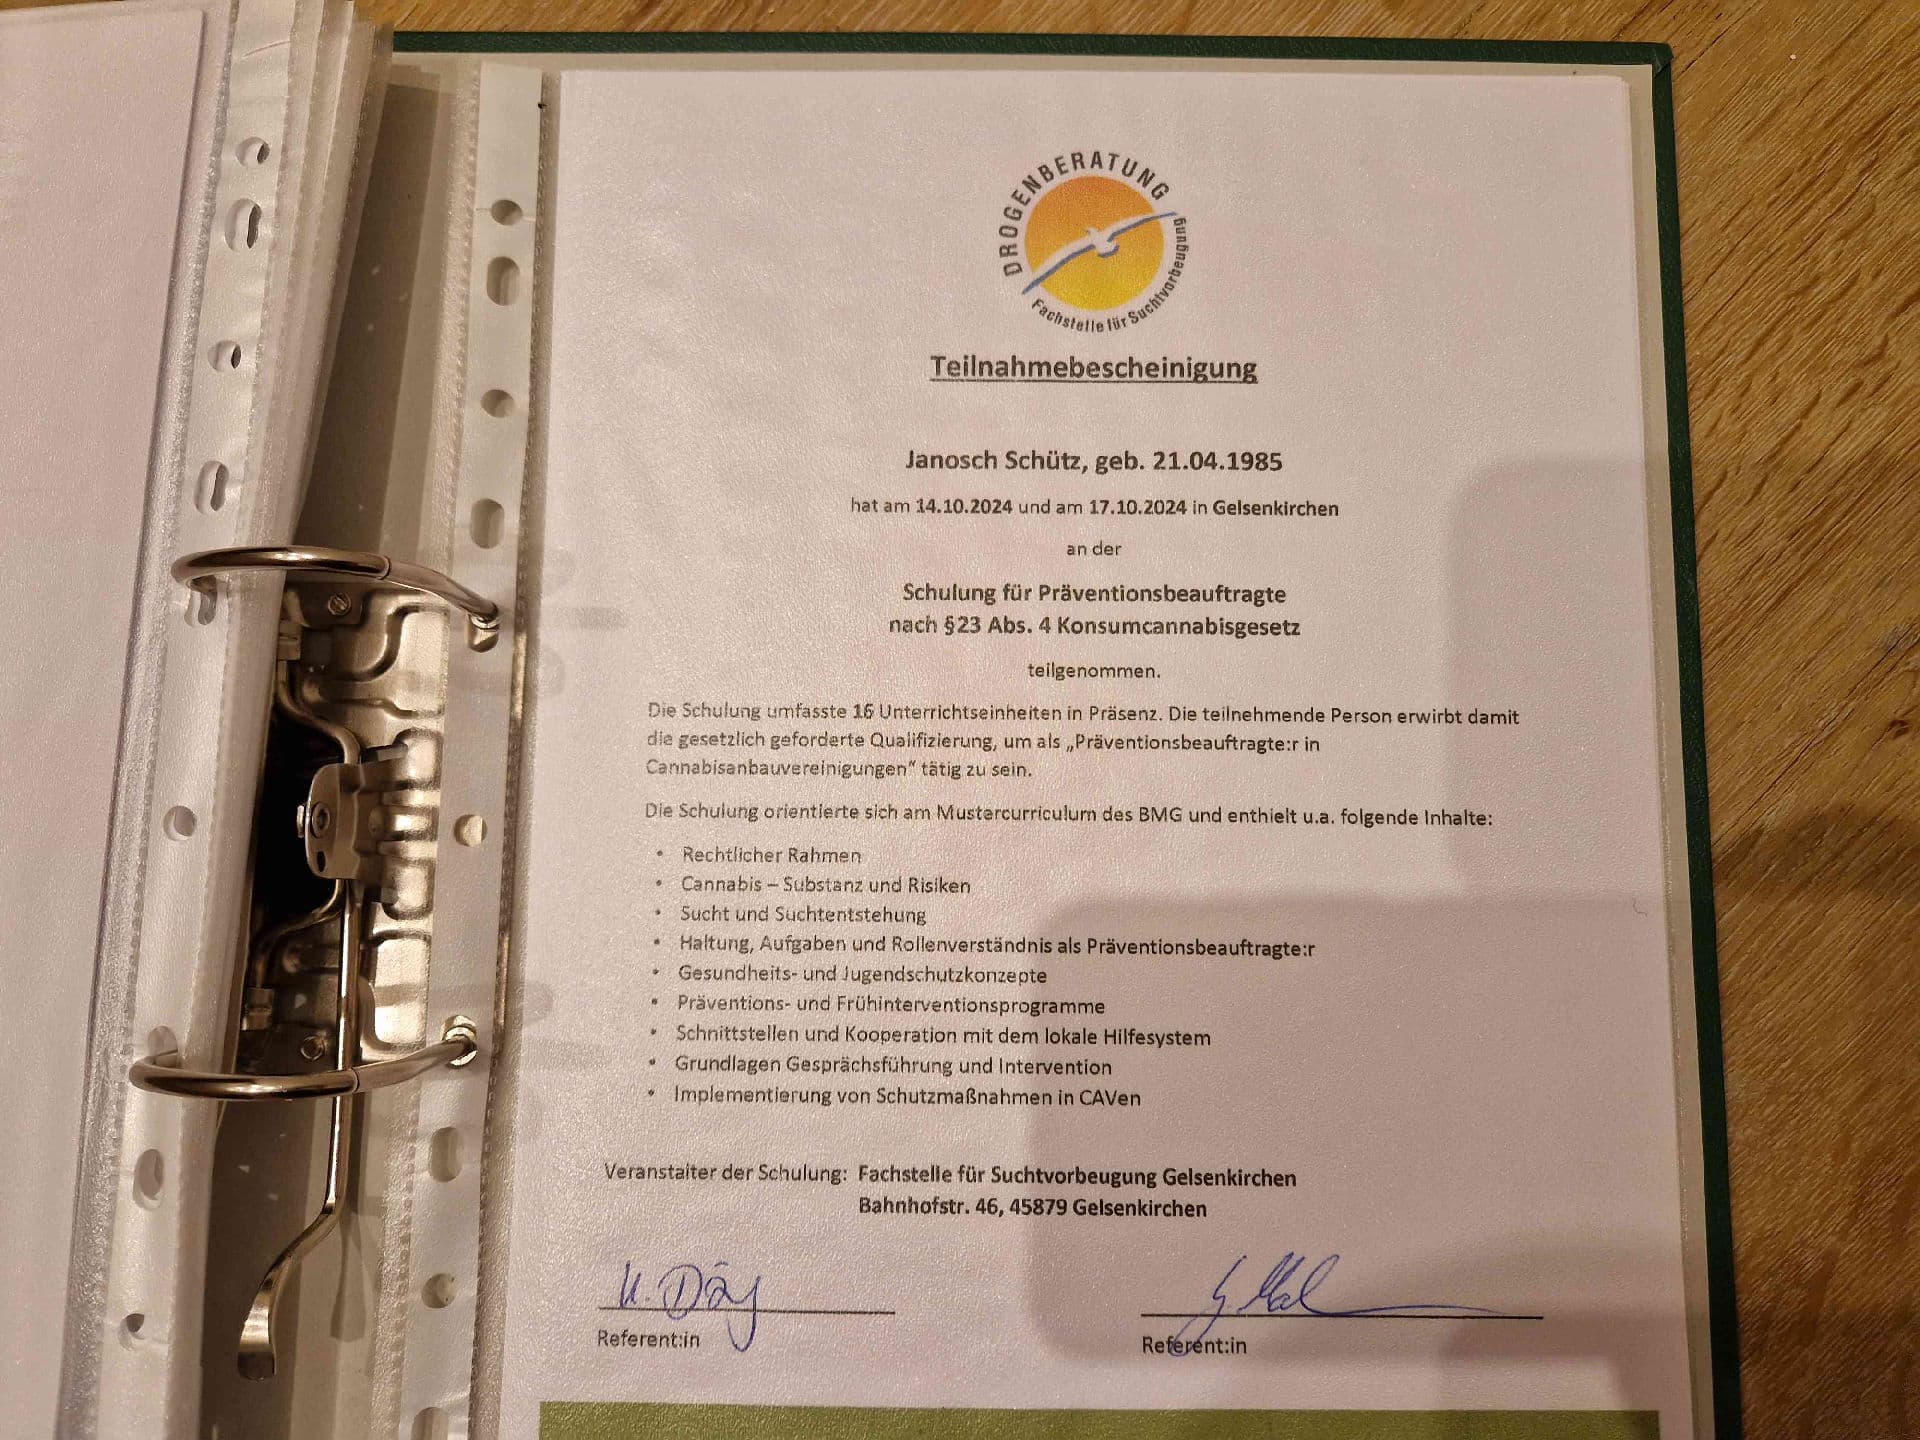 DROGENBERATUNG
Fachstelle für Suchtvorbeugung
Teilnahmebescheinigung
Janosch Schütz, geb. 21.04.1985
hat am 14.10.2024 und am 17.10.2024 in Gelsenkirchen
an der
Schulung für Präventionsbeauftragte
nach §23 Abs. 4 Konsumcannabisgesetz
teilgenommen.
Die Schulung umfasste 16 Unterrichtseinheiten in Präsenz. Die teilnehmende Person erwirbt damit
die gesetzlich geforderte Qualifizierung, um als „Präventionsbeauftragte:r in
Cannabisanbauvereinigungen“ tätig zu sein.
Die Schulung orientierte sich am Mustercurriculum des BMG und enthielt u.a. folgende Inhalte:
• Rechtlicher Rahmen
• Cannabis – Substanz und Risiken
• Sucht und Suchtentstehung
• Haltung, Aufgaben und Rollenverständnis als Präventionsbeauftragte:r
• Gesundheits- und Jugendschutzkonzepte
• Präventions- und Frühinterventionsprogramme
• Schnittstellen und Kooperation mit dem lokale Hilfesystem
• Grundlagen Gesprächsführung und Intervention
• Implementierung von Schutzmaßnahmen in CAVen
Veranstalter der Schulung: Fachstelle für Suchtvorbeugung Gelsenkirchen
Bahnhofstr. 46, 45879 Gelsenkirchen
Referent:in Referent:in